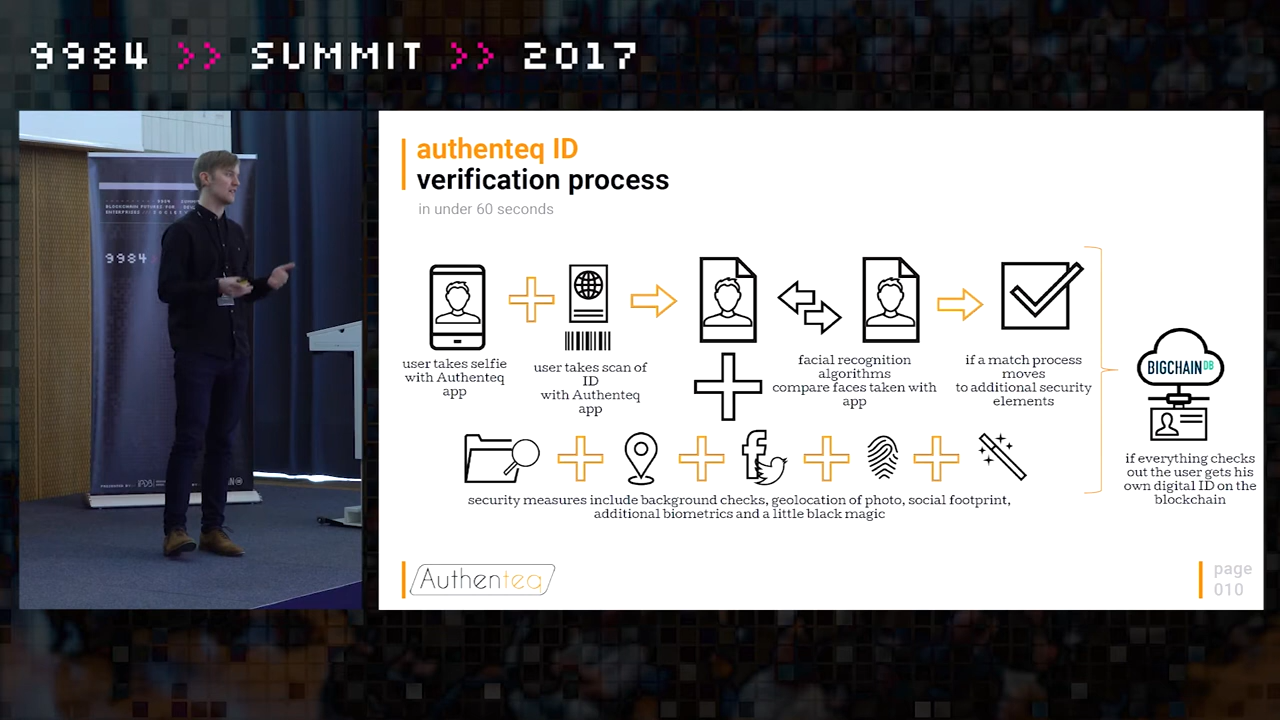 9984 >> SUMMIT >> 2017
9984
authenteq ID
verification process
in under 60 seconds
user takes selfie
with Authenteq
app
user takes scan of
ID
with Authenteq
app
facial recognition
algorithms
compare faces taken with
app
if a match process
moves
to additional security
elements
BIGCHAINDB
if everything checks
out the user gets his
own digital ID on the
blockchain
security measures include background checks, geolocation of photo, social footprint,
additional biometrics and a little black magic
Authenteq
page
010